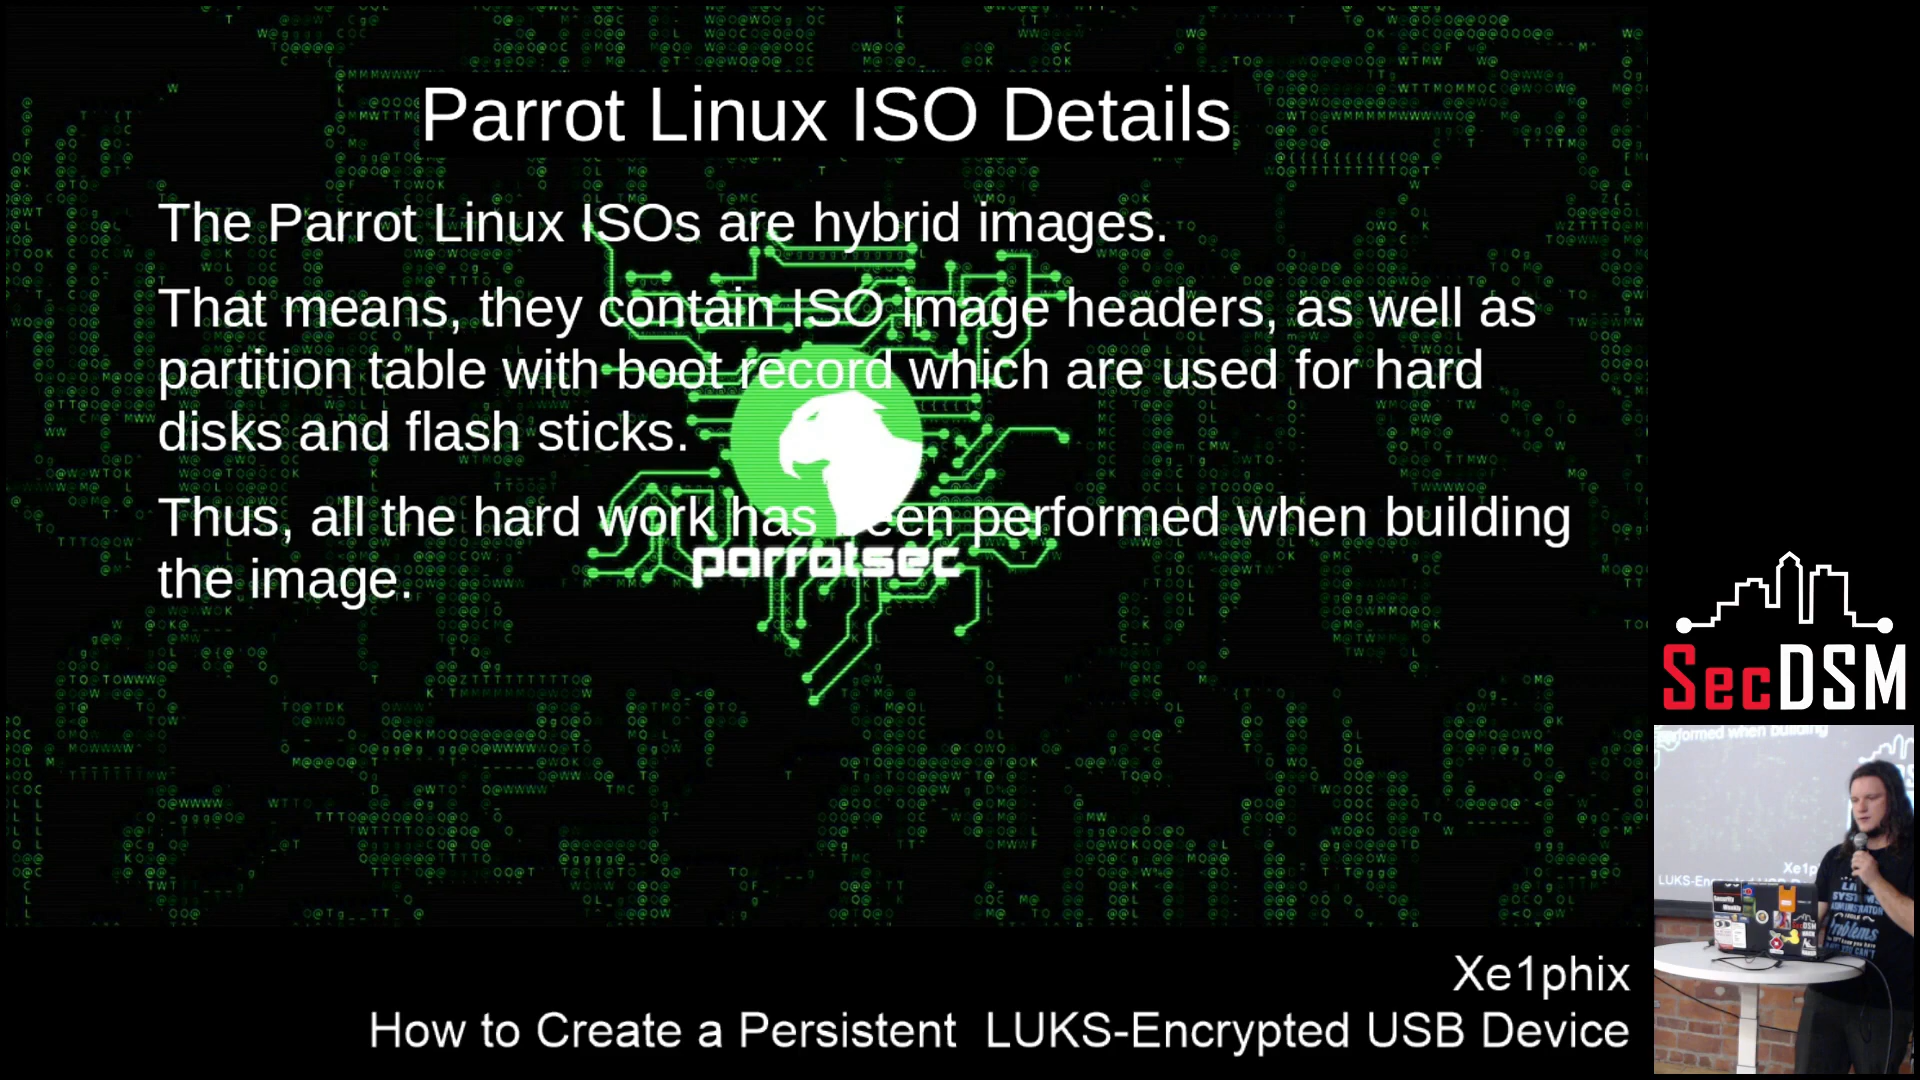 Parrot Linux ISO Details
The Parrot Linux ISOs are hybrid images.
That means, they contain ISO image headers, as well as
partition table with boot record which are used for hard
disks and flash sticks.
Thus, all the hard work has been performed when building
the image.
parrotsec
SecDSM
performed when building
Xe1phix
How to Create a Persistent LUKS-Encrypted USB Device